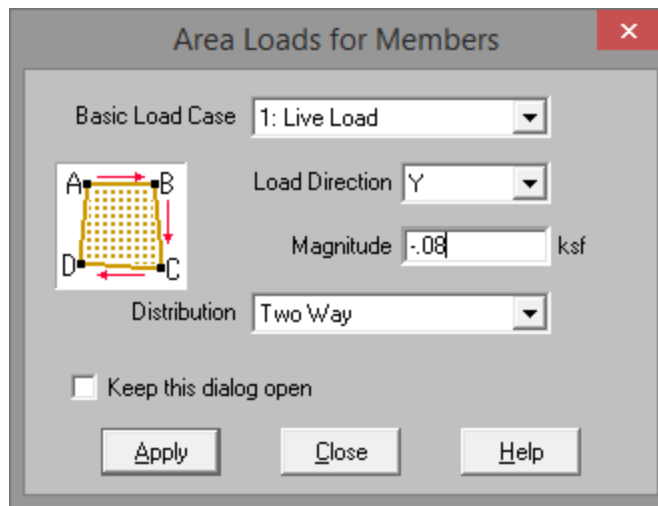 Area Loads for Members
Basic Load Case 1: Live Load
A B
D C
Load Direction Y
Magnitude -.08 ksf
Distribution Two Way
Keep this dialog open
Apply Close Help